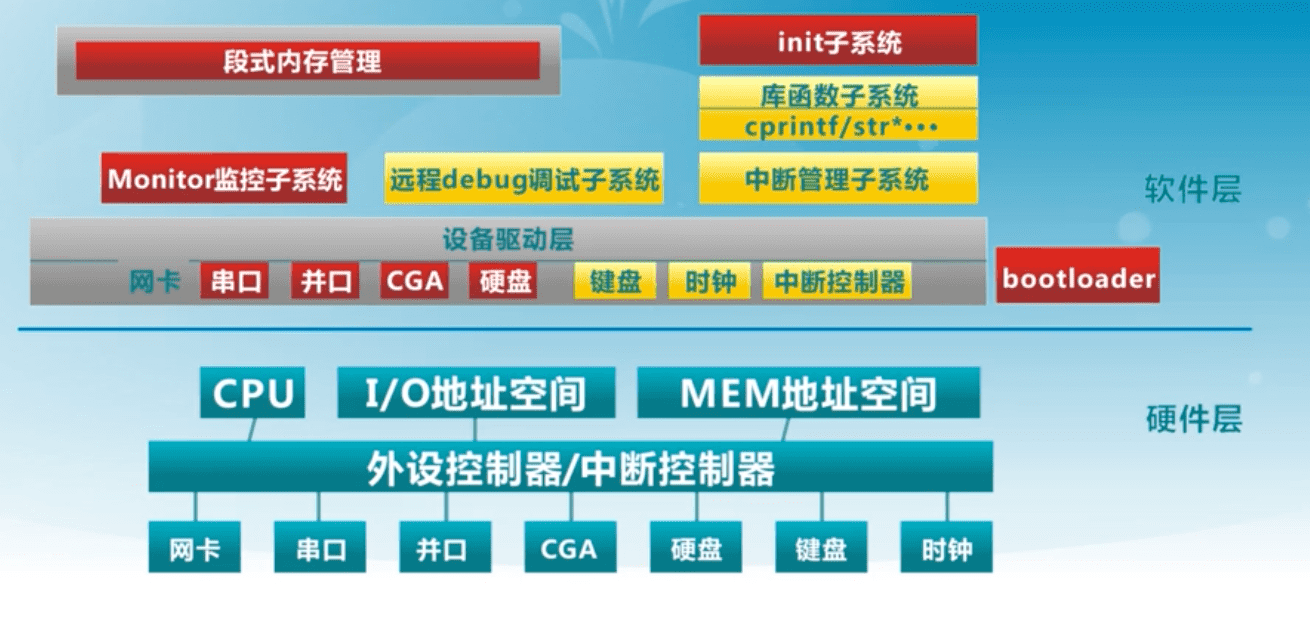 段式内存管理
init子系统
库函数子系统
cprintf/str*···
Monitor监控子系统
远程debug调试子系统
中断管理子系统
软件层
设备驱动层
网卡
串口
并口
CGA
硬盘
键盘
时钟
中断控制器
bootloader
CPU
I/O地址空间
MEM地址空间
硬件层
外设控制器/中断控制器
网卡
串口
并口
CGA
硬盘
键盘
时钟